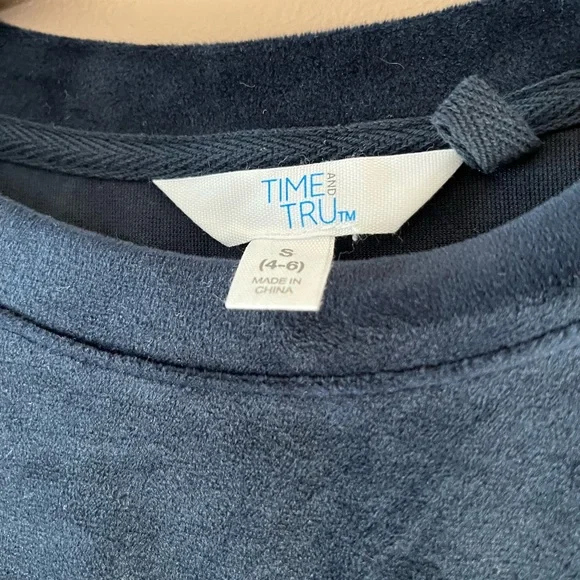 TIME AND
TRU™
S
(4-6)
MADE IN
CHINA